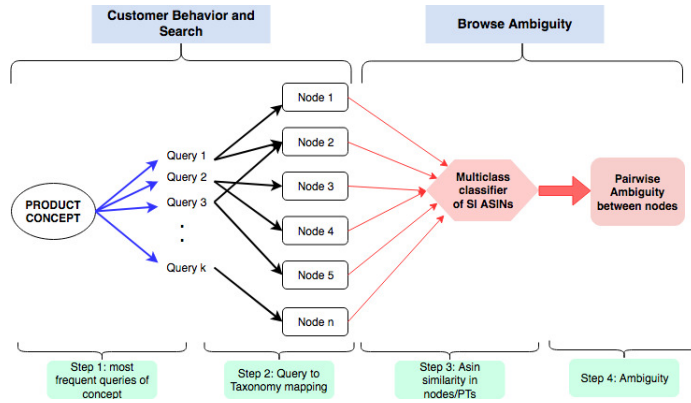 Customer Behavior and
Search
Browse Ambiguity
Node 1
Node 2
Node 3
Node 4
Node 5
Node n
Query 1
Query 2
Query 3
.
.
Query k
PRODUCT
CONCEPT
Multiclass
classifier
of SI ASINs
Pairwise
Ambiguity
between nodes
Step 1: most
frequent queries of
concept
Step 2: Query to
Taxonomy mapping
Step 3: Asin
similarity in
nodes/PTs
Step 4: Ambiguity